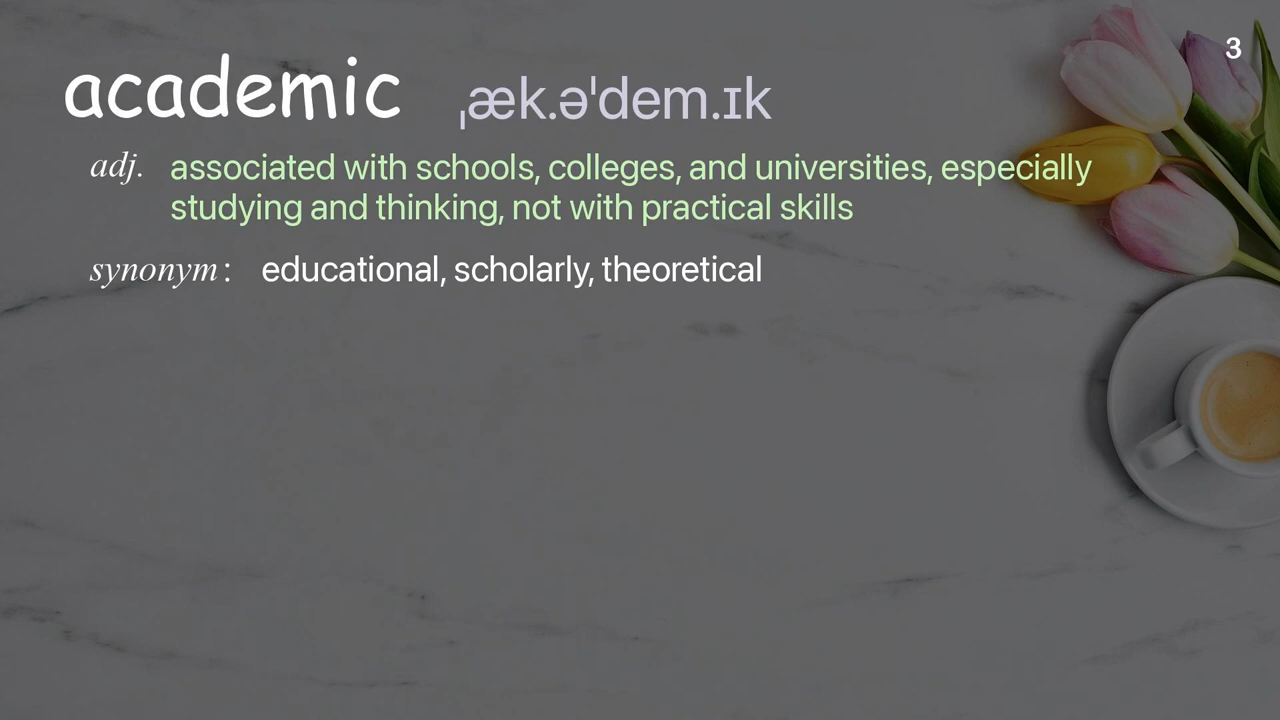 3
academic ˌæk.əˈdem.ɪk
adj. associated with schools, colleges, and universities, especially
studying and thinking, not with practical skills
synonym: educational, scholarly, theoretical